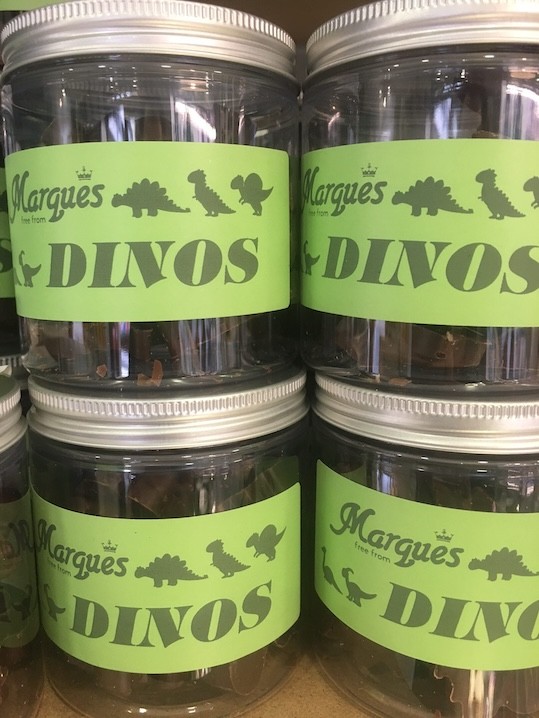 Marques
free from
DINOS
Marques
free from
DINOS
Marques
free from
DINOS
Marques
free from
DINO